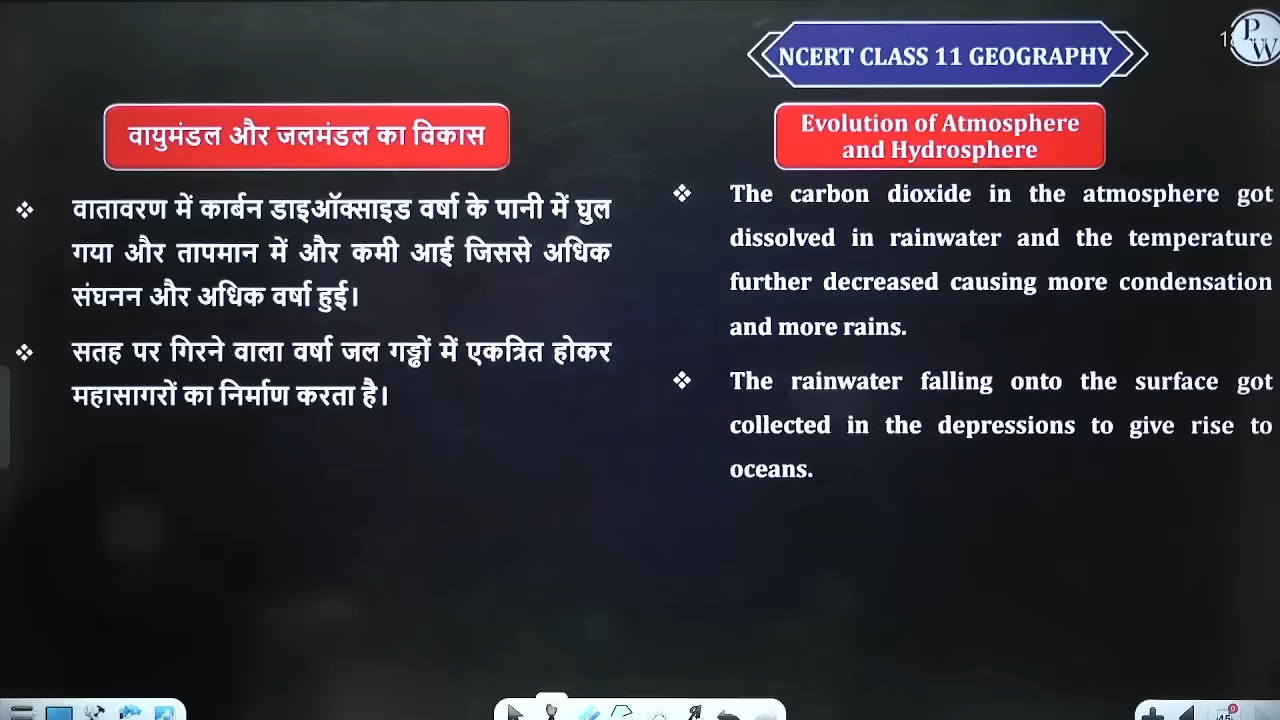 NCERT CLASS 11 GEOGRAPHY
PW
वायुमंडल और जलमंडल का विकास
❖ वातावरण में कार्बन डाइऑक्साइड वर्षा के पानी में घुल
गया और तापमान में और कमी आई जिससे अधिक
संघनन और अधिक वर्षा हुई।
❖ सतह पर गिरने वाला वर्षा जल गड्ढों में एकत्रित होकर
महासागरों का निर्माण करता है।
Evolution of Atmosphere
and Hydrosphere
❖ The carbon dioxide in the atmosphere got
dissolved in rainwater and the temperature
further decreased causing more condensation
and more rains.
❖ The rainwater falling onto the surface got
collected in the depressions to give rise to
oceans.